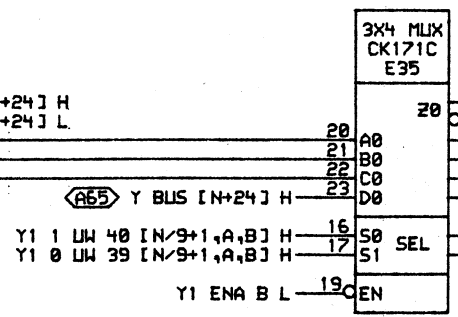 3X4 MUX
CK171C
E35
+24] H
+24] L
Z0
20 A0
21 B0
22 C0
A65 Y BUS [N+24] H 23 D0
Y1 1 UW 40 [N/9+1,A,B] H 16 S0 SEL
Y1 0 UW 39 [N/9+1,A,B] H 17 S1
Y1 ENA B L 19 EN